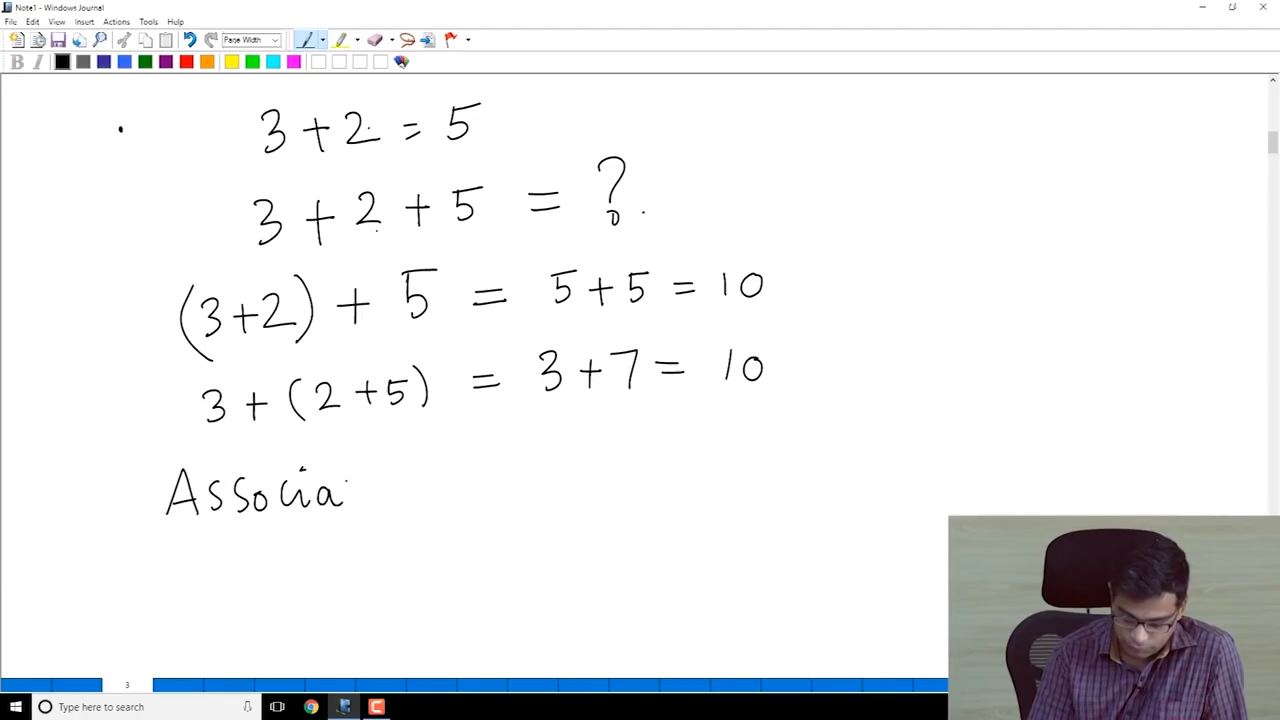 Note1 - Windows Journal
File Edit View Insert Actions Tools Help
Page Width
B I
3+2 = 5
3 + 2 + 5 = ?
(3+2) + 5 = 5+5 = 10
3 + (2+5) = 3+7 = 10
Associa
3
Type here to search